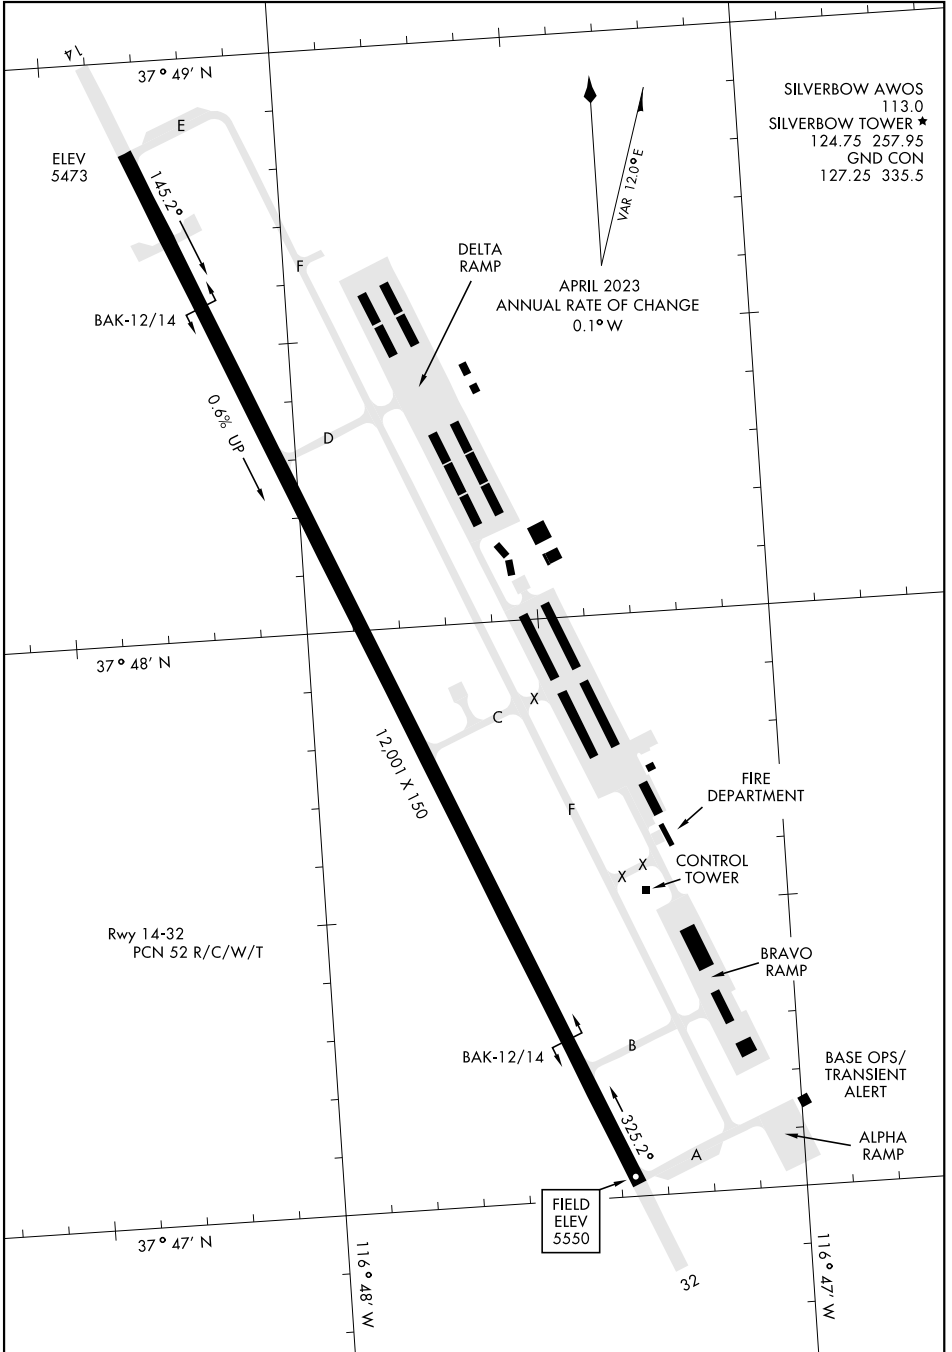 14
37° 49' N
SILVERBOW AWOS
113.0
SILVERBOW TOWER ★
124.75 257.95
GND CON
127.25 335.5
E
ELEV
5473
145.2°
VAR 12.0° E
F
DELTA
RAMP
APRIL 2023
ANNUAL RATE OF CHANGE
0.1° W
BAK-12/14
0.6% UP
D
37° 48' N
X
C
12,001 X 150
F
FIRE
DEPARTMENT
X X
CONTROL
TOWER
Rwy 14-32
PCN 52 R/C/W/T
BRAVO
RAMP
BAK-12/14
B
BASE OPS/
TRANSIENT
ALERT
325.2°
A
ALPHA
RAMP
FIELD
ELEV
5550
37° 47' N
116° 48' W
116° 47' W
32